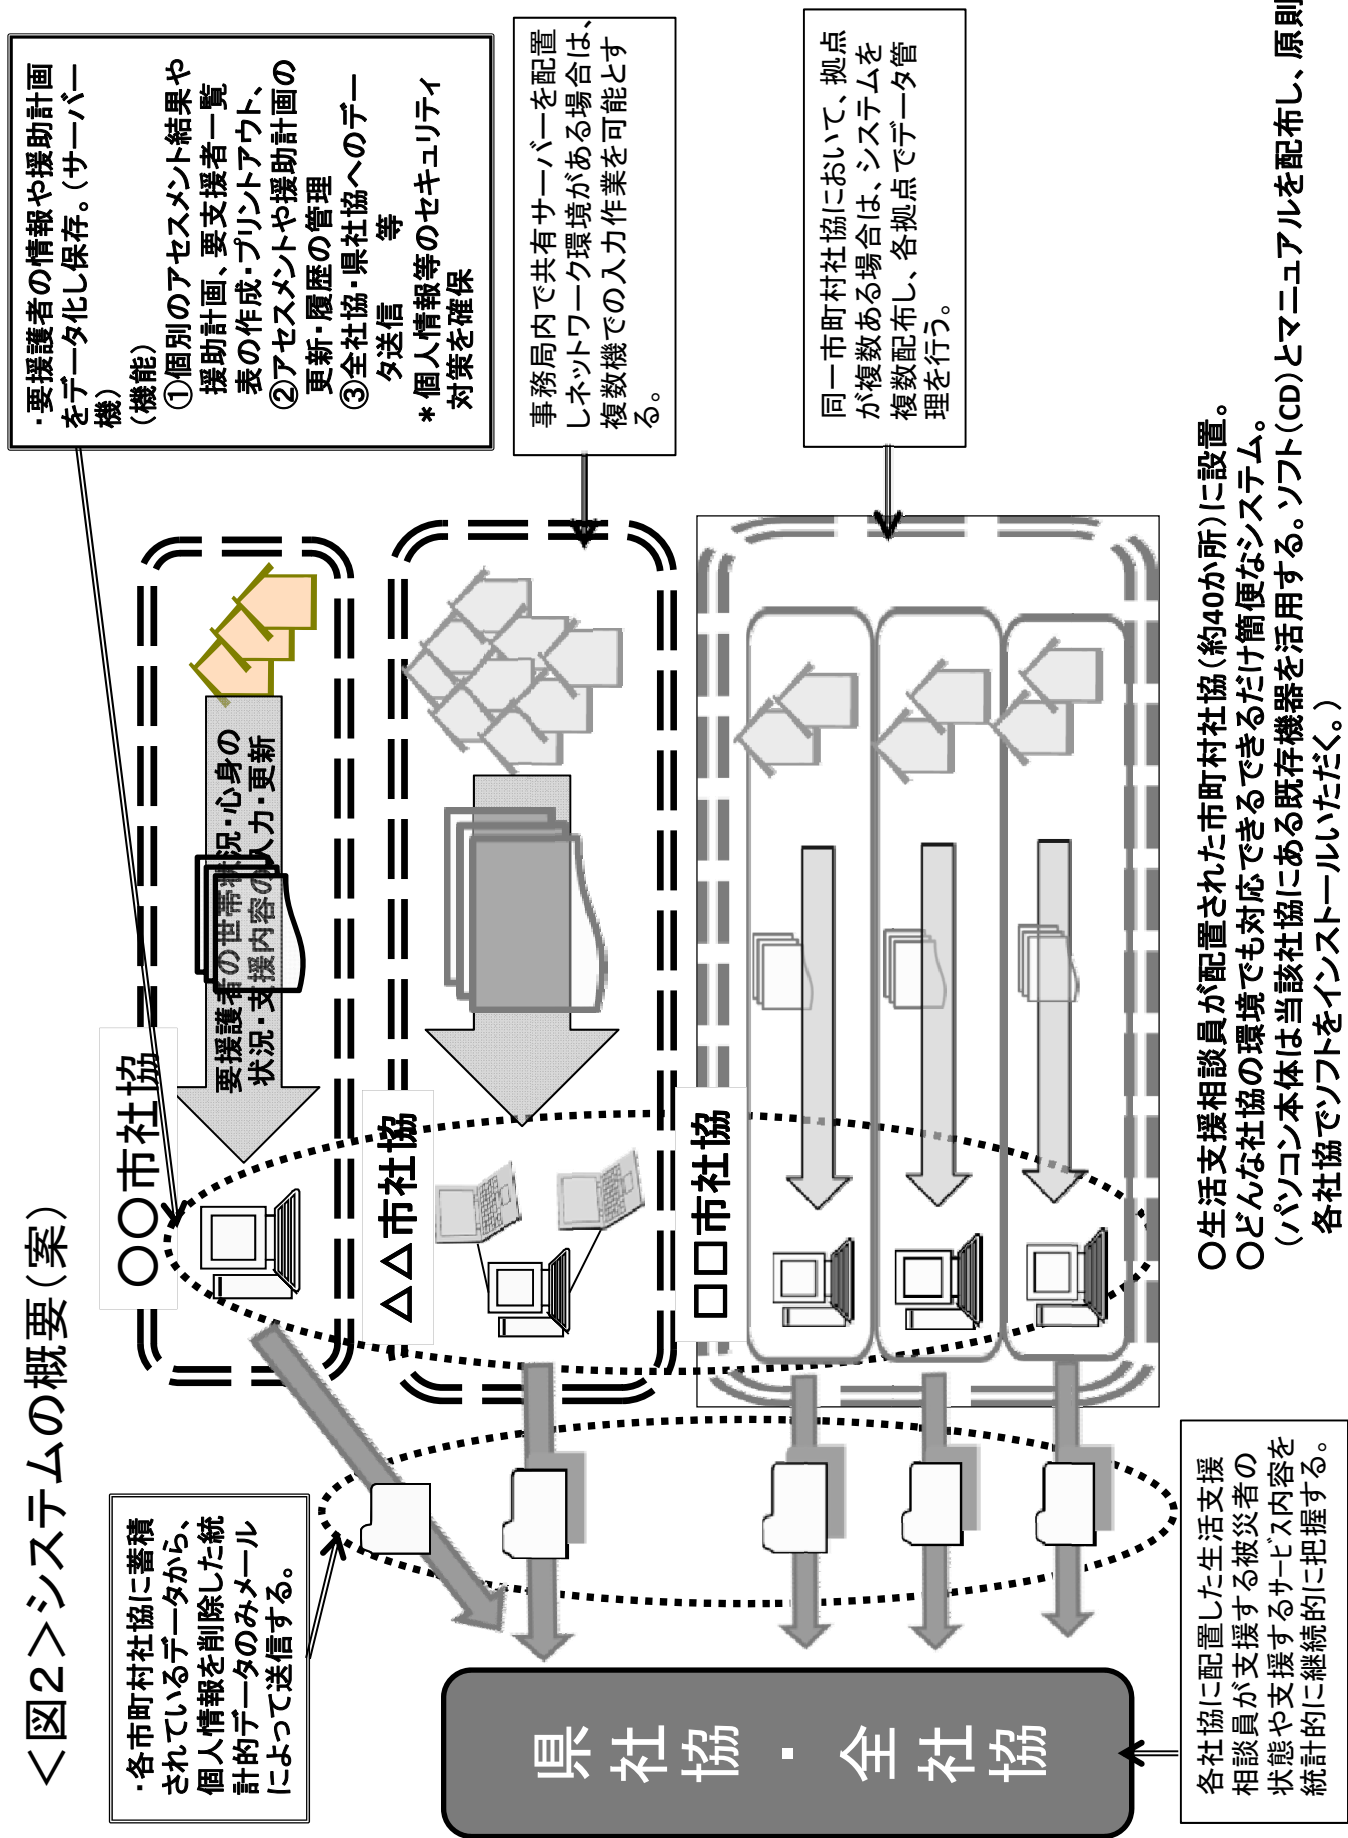 ＜図２＞システムの概要（案）
・各市町村社協に蓄積
されているデータから、
個人情報を削除した統
計的データのみメール
によって送信する。
県社協・全社協
各社協に配置した生活支援
相談員が支援する被災者の
状態や支援するサービス内容を
統計的に継続的に把握する。
〇〇市社協
要援護者の世帯状況・心身の
状況・支援内容の入力・更新
△△市社協
□□市社協
・要援護者の情報や援助計画
をデータ化し保存。（サーバー
機）
（機能）
①個別のアセスメント結果や
援助計画、要支援者一覧
表の作成・プリントアウト、
②アセスメントや援助計画の
更新・履歴の管理
③全社協・県社協へのデー
タ送信　等
＊個人情報等のセキュリティ
対策を確保
事務局内で共有サーバーを配置
しネットワーク環境がある場合は、
複数機での入力作業を可能とす
る。
同一市町村社協において、拠点
が複数ある場合は、システムを
複数配布し、各拠点でデータ管
理を行う。
〇生活支援相談員が配置された市町村社協（約40か所）に設置。
〇どんな社協の環境でも対応できるできるだけ簡便なシステム。
（パソコン本体は当該社協にある既存機器を活用する。ソフト（CD）とマニュアルを配布し、原則
各社協でソフトをインストールいただく。）